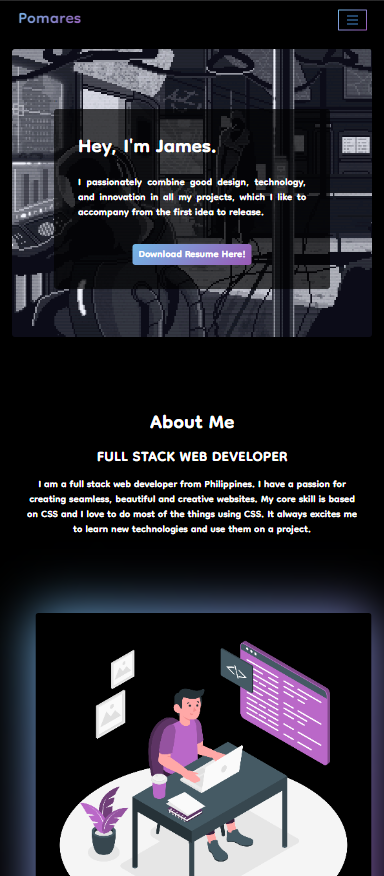 Pomares
Hey, I'm James.
I passionately combine good design, technology,
and innovation in all my projects, which I like to
accompany from the first idea to release.
Download Resume Here!
About Me
FULL STACK WEB DEVELOPER
I am a full stack web developer from Philippines. I have a passion for
creating seamless, beautiful and creative websites. My core skill is based
on CSS and I love to do most of the things using CSS. It always excites me
to learn new technologies and use them on a project.